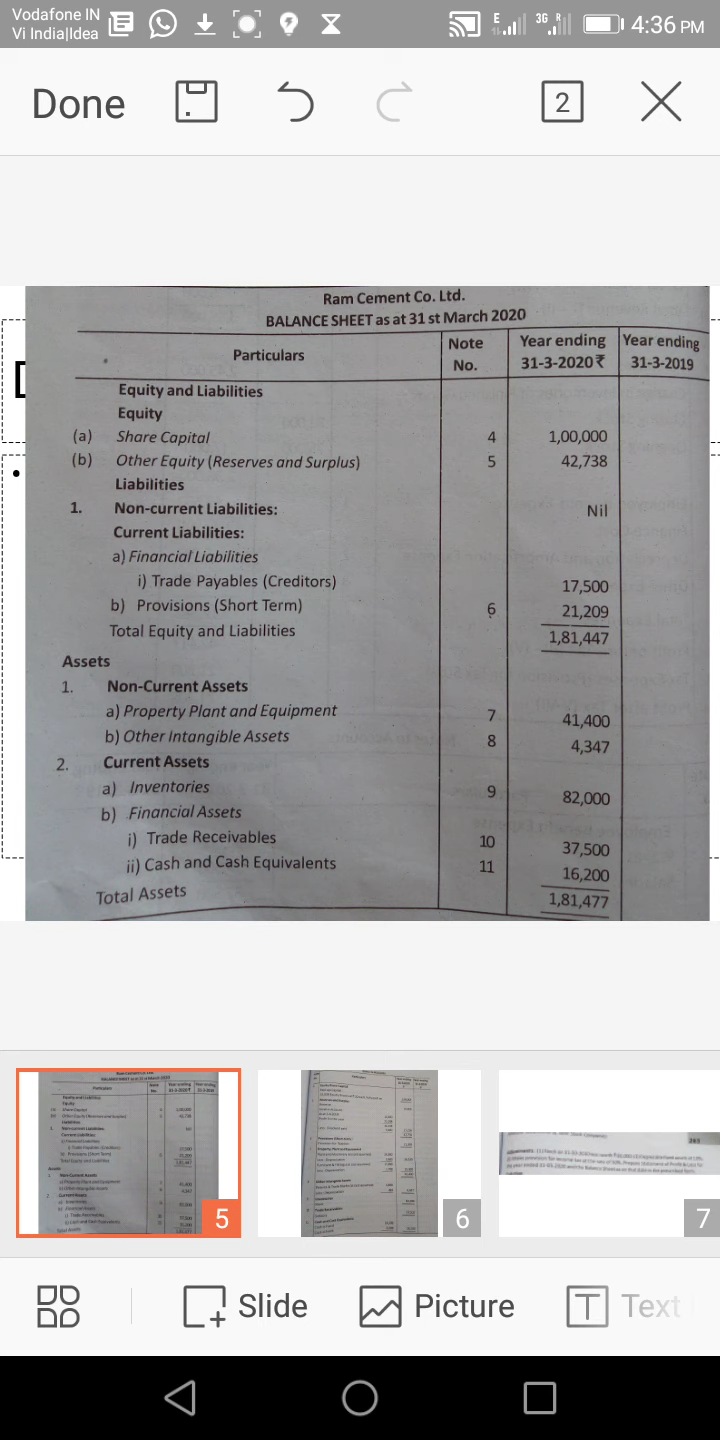 Vodafone IN
Vi India|Idea
E
3G R
4:36 PM
Done
2
Ram Cement Co. Ltd.
BALANCE SHEET as at 31 st March 2020
Particulars Note No. Year ending 31-3-2020 ₹ Year ending 31-3-2019
Equity and Liabilities
Equity
(a) Share Capital 4 1,00,000
(b) Other Equity (Reserves and Surplus) 5 42,738
Liabilities
1. Non-current Liabilities: Nil
Current Liabilities:
a) Financial Liabilities
i) Trade Payables (Creditors) 17,500
b) Provisions (Short Term) 6 21,209
Total Equity and Liabilities 1,81,447
Assets
1. Non-Current Assets
a) Property Plant and Equipment 7 41,400
b) Other Intangible Assets 8 4,347
2. Current Assets
a) Inventories 9 82,000
b) Financial Assets
i) Trade Receivables 10 37,500
ii) Cash and Cash Equivalents 11 16,200
Total Assets 1,81,477
5
6
7
Slide
Picture
Text